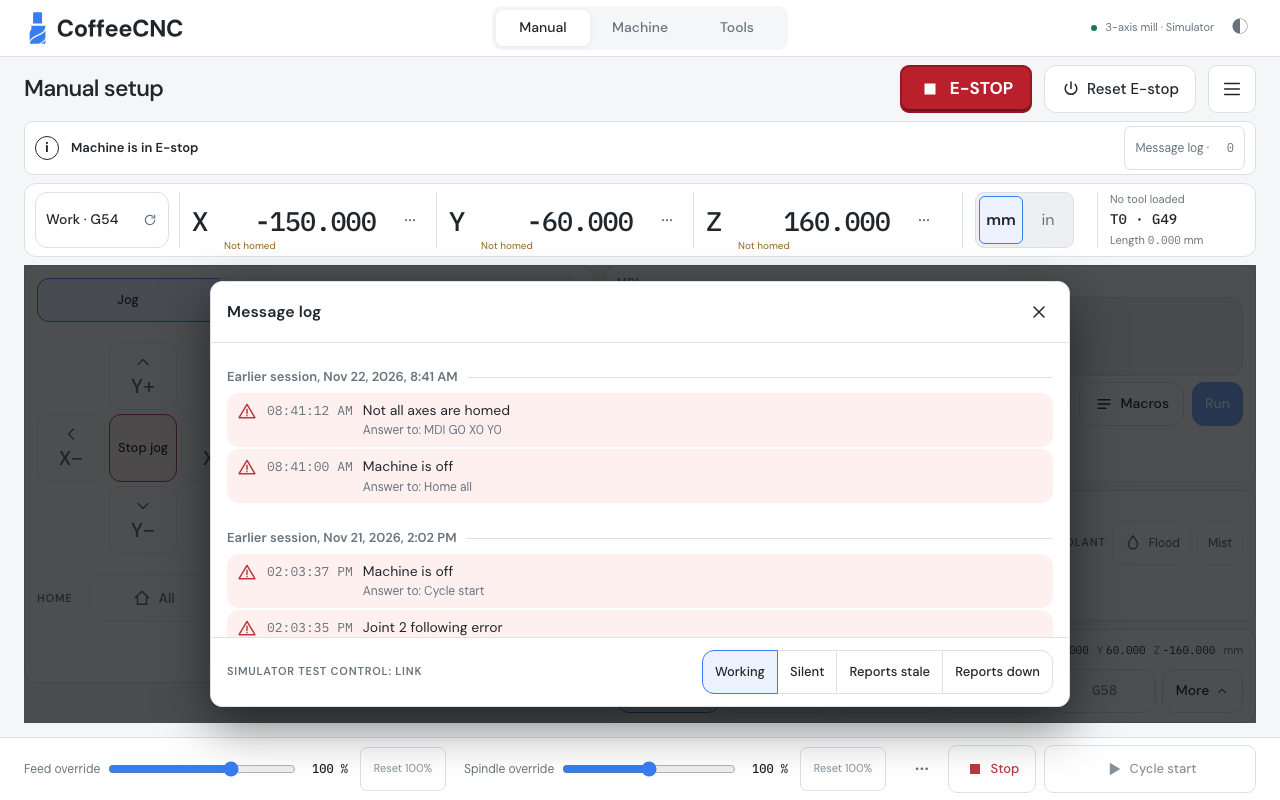 CoffeeCNC
Manual
Machine
Tools
3-axis mill · Simulator
Manual setup
E-STOP
Reset E-stop
Machine is in E-stop
Message log · 0
Work · G54
X -150.000 ···
Not homed
Y -60.000 ···
Not homed
Z 160.000 ···
Not homed
mm
in
No tool loaded
T0 · G49
Length 0.000 mm
Jog
Y+
X−
Stop jog
Y−
HOME
All
Macros
Run
Flood
Mist
Y 60.000 Z -160.000 mm
G58
More
Message log
Earlier session, Nov 22, 2026, 8:41 AM
08:41:12 AM Not all axes are homed
Answer to: MDI G0 X0 Y0
08:41:00 AM Machine is off
Answer to: Home all
Earlier session, Nov 21, 2026, 2:02 PM
02:03:37 PM Machine is off
Answer to: Cycle start
02:03:35 PM Joint 2 following error
SIMULATOR TEST CONTROL: LINK
Working
Silent
Reports stale
Reports down
Feed override 100 %
Reset 100%
Spindle override 100 %
Reset 100%
···
Stop
Cycle start